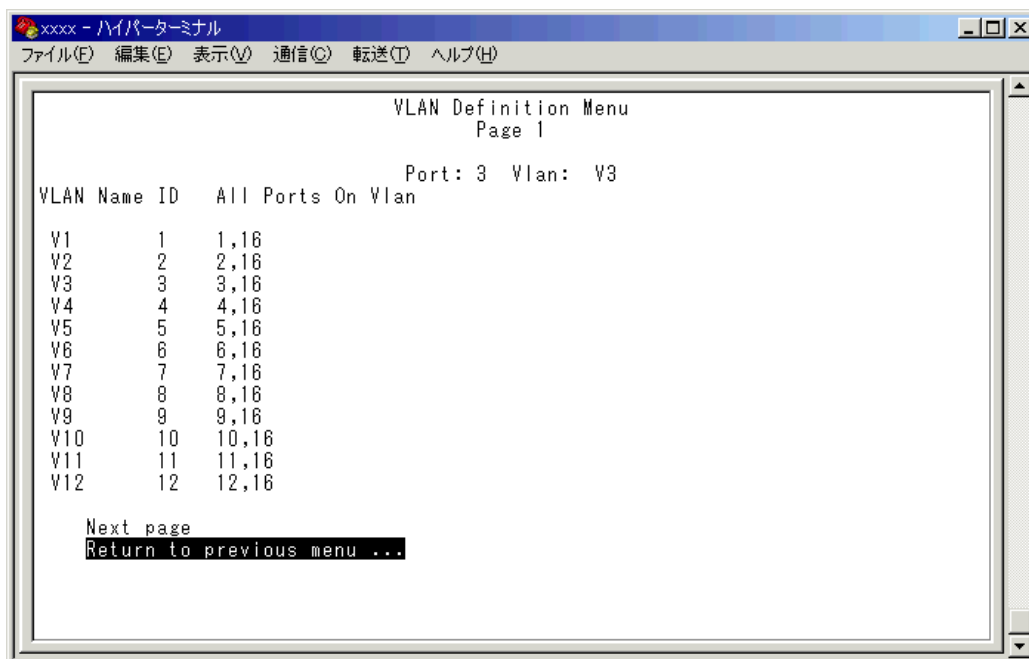 xxxx - ハイパーターミナル
ファイル(F) 編集(E) 表示(V) 通信(C) 転送(T) ヘルプ(H)
VLAN Definition Menu
Page 1
Port: 3 Vlan: V3
VLAN Name ID All Ports On Vlan
V1 1 1,16
V2 2 2,16
V3 3 3,16
V4 4 4,16
V5 5 5,16
V6 6 6,16
V7 7 7,16
V8 8 8,16
V9 9 9,16
V10 10 10,16
V11 11 11,16
V12 12 12,16
Next page
Return to previous menu ...